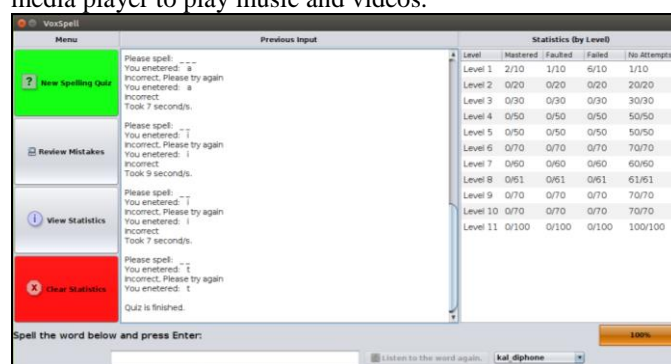 media player to play music and videos.
VoxSpell
Menu
Previous Input
Statistics (by Level)
New Spelling Quiz
Review Mistakes
View Statistics
Clear Statistics
Please spell: _ _ _
You enetered: a
Incorrect, Please try again
You enetered: a
Incorrect
Took 7 second/s.
Please spell: _ _
You enetered: i
Incorrect, Please try again
You enetered: i
Incorrect
Took 9 second/s.
Please spell: _ _
You enetered: i
Incorrect, Please try again
You enetered: i
Incorrect
Took 7 second/s.
Please spell: _ _
You enetered: t
Incorrect, Please try again
You enetered: t
Quiz is finished.
Level Mastered Faulted Failed No Attempts
Level 1 2/10 1/10 6/10 1/10
Level 2 0/20 0/20 0/20 20/20
Level 3 0/30 0/30 0/30 30/30
Level 4 0/50 0/50 0/50 50/50
Level 5 0/50 0/50 0/50 50/50
Level 6 0/70 0/70 0/70 70/70
Level 7 0/60 0/60 0/60 60/60
Level 8 0/61 0/61 0/61 61/61
Level 9 0/70 0/70 0/70 70/70
Level 10 0/70 0/70 0/70 70/70
Level 11 0/100 0/100 0/100 100/100
Spell the word below and press Enter:
100%
Listen to the word again.
kal_diphone